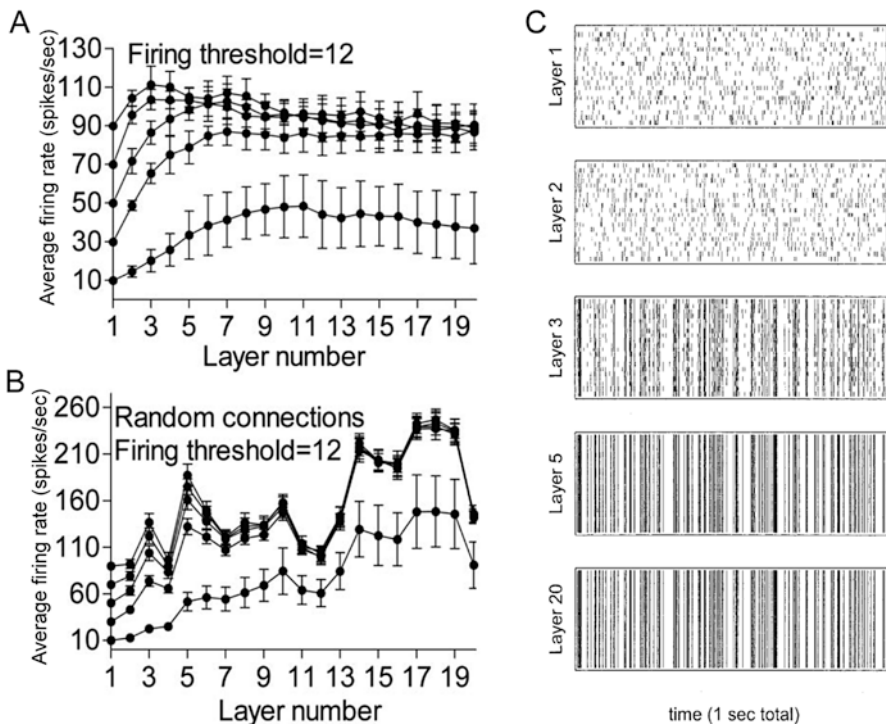 A
Firing threshold=12
Average firing rate (spikes/sec)
130
110
90
70
50
30
10
1 3 5 7 9 11 13 15 17 19
Layer number
B
Random connections
Firing threshold=12
Average firing rate (spikes/sec)
260
210
160
110
60
10
1 3 5 7 9 11 13 15 17 19
Layer number
C
Layer 1
Layer 2
Layer 3
Layer 5
Layer 20
time (1 sec total)